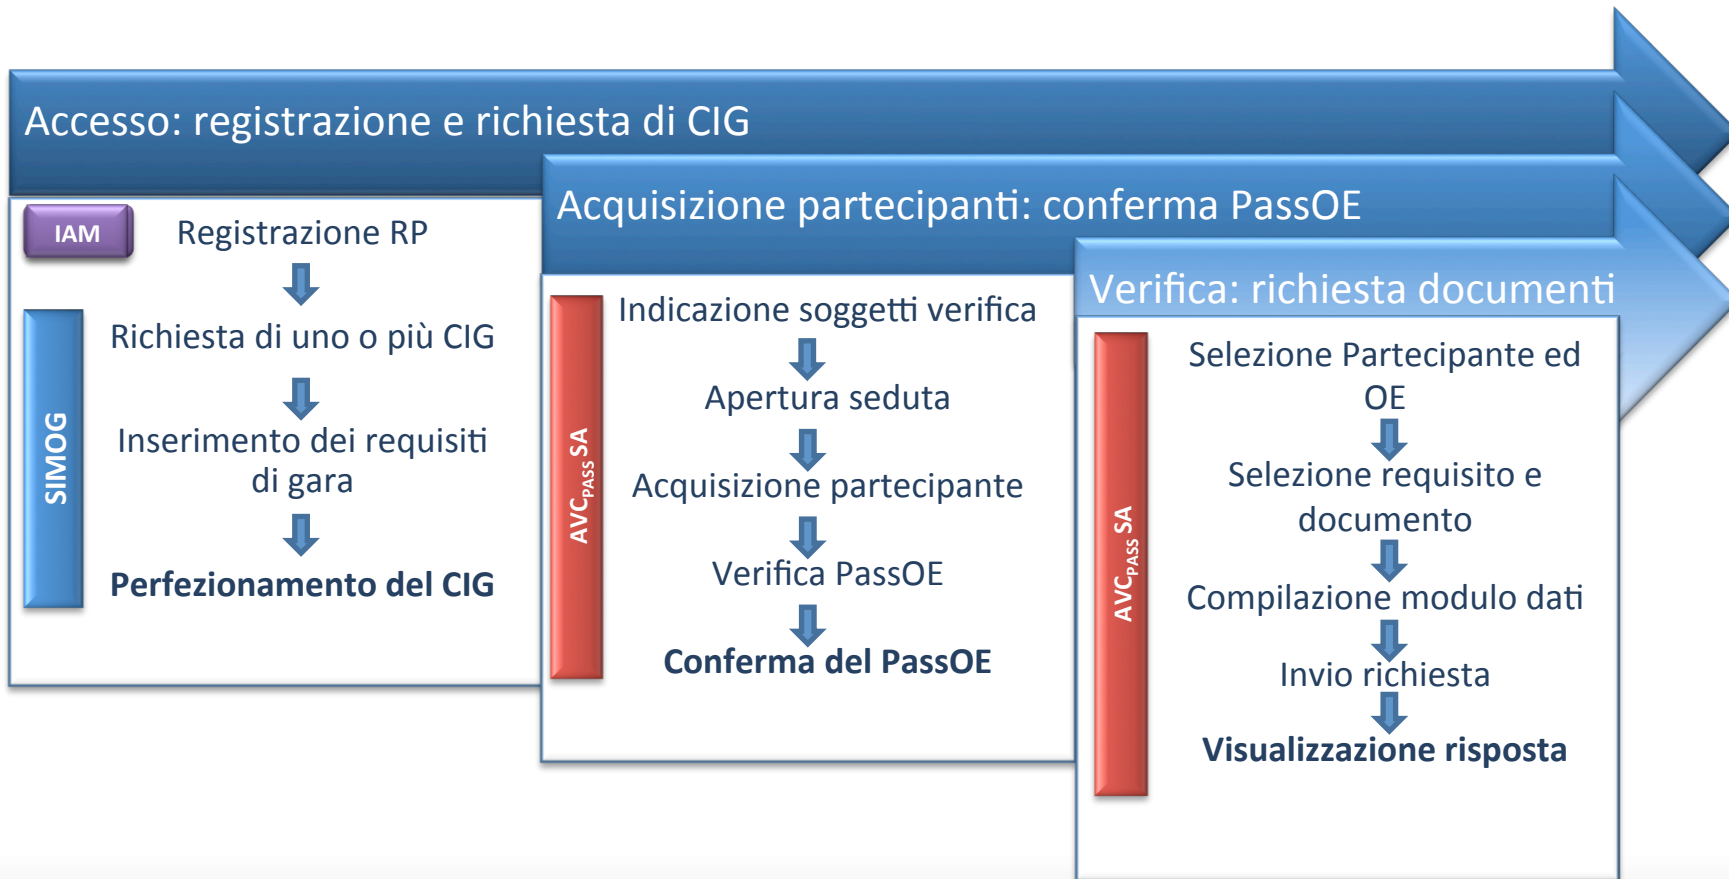 Accesso: registrazione e richiesta di CIG
IAM
Registrazione RP
SIMOG
Richiesta di uno o più CIG
Inserimento dei requisiti
di gara
Perfezionamento del CIG
Acquisizione partecipanti: conferma PassOE
AVCPASS SA
Indicazione soggetti verifica
Apertura seduta
Acquisizione partecipante
Verifica PassOE
Conferma del PassOE
Verifica: richiesta documenti
AVCPASS SA
Selezione Partecipante ed
OE
Selezione requisito e
documento
Compilazione modulo dati
Invio richiesta
Visualizzazione risposta